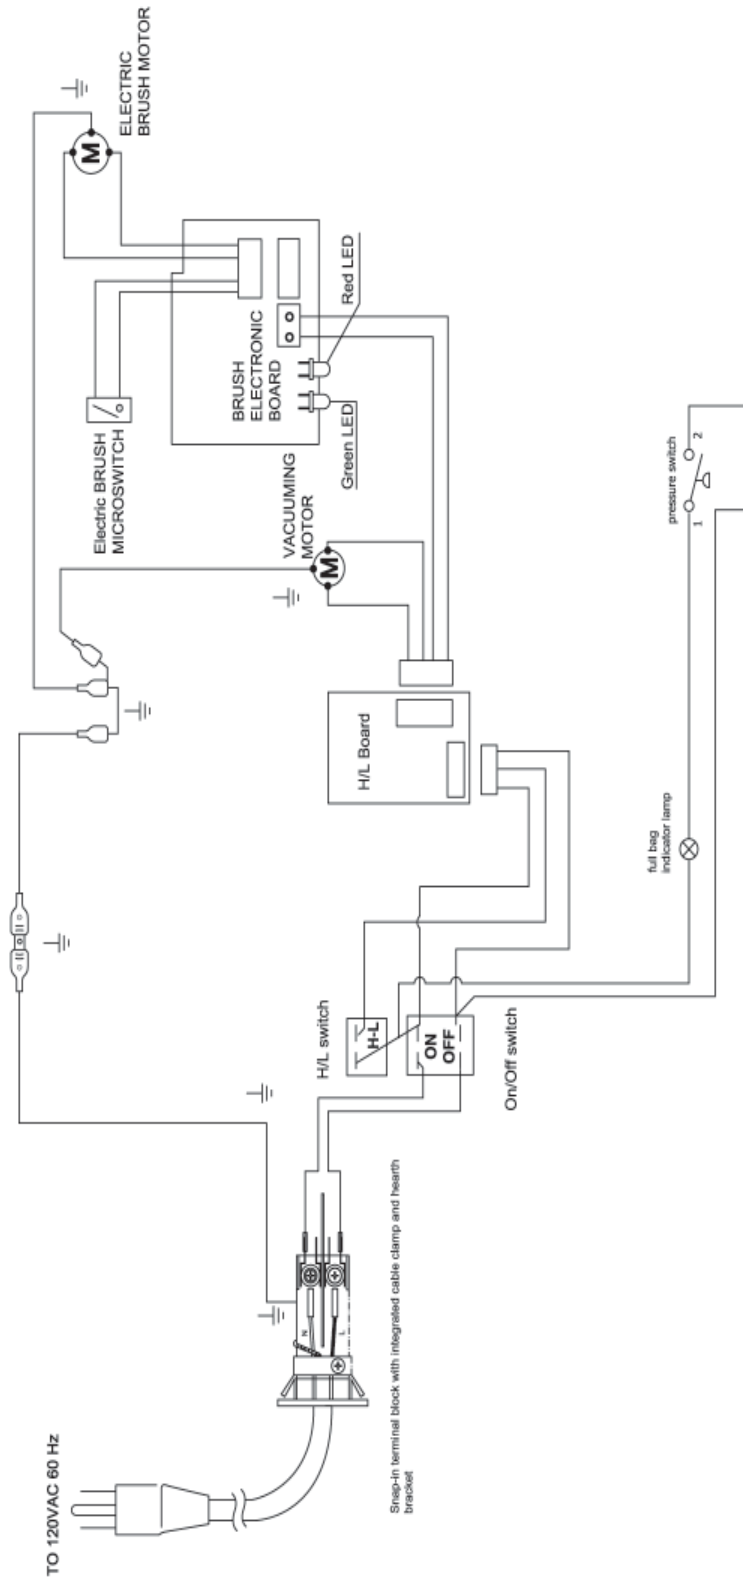 TO 120VAC 60 Hz
Snap-in terminal block with integrated cable clamp and hearth
bracket
N
L
H/L switch
H-L
ON
OFF
On/Off switch
full bag
indicator lamp
H/L Board
VACUUMING
MOTOR
M
pressure switch
1
2
Electric BRUSH
MICROSWITCH
BRUSH
ELECTRONIC
BOARD
Green LED
Red LED
M
ELECTRIC
BRUSH MOTOR